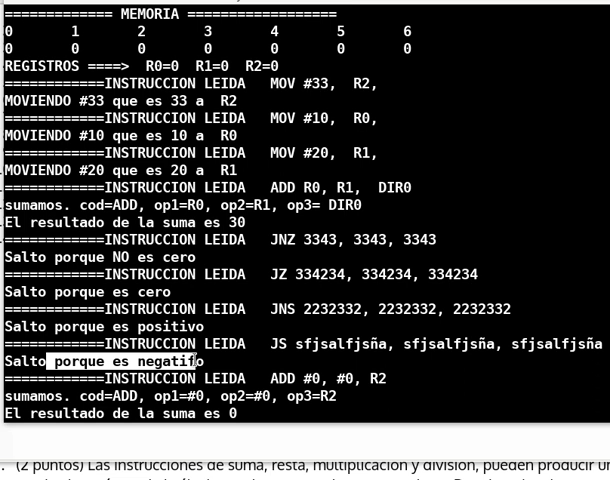 ============= MEMORIA =================
0 1 2 3 4 5 6
0 0 0 0 0 0 0
REGISTROS ====> R0=0 R1=0 R2=0
============INSTRUCCION LEIDA MOV #33, R2,
MOVIENDO #33 que es 33 a R2
============INSTRUCCION LEIDA MOV #10, R0,
MOVIENDO #10 que es 10 a R0
============INSTRUCCION LEIDA MOV #20, R1,
MOVIENDO #20 que es 20 a R1
============INSTRUCCION LEIDA ADD R0, R1, DIR0
sumamos. cod=ADD, op1=R0, op2=R1, op3= DIR0
El resultado de la suma es 30
============INSTRUCCION LEIDA JNZ 3343, 3343, 3343
Salto porque NO es cero
============INSTRUCCION LEIDA JZ 334234, 334234, 334234
Salto porque es cero
============INSTRUCCION LEIDA JNS 2232332, 2232332, 2232332
Salto porque es positivo
============INSTRUCCION LEIDA JS sfjsalfjsña, sfjsalfjsña, sfjsalfjsña
Salto porque es negatifo
============INSTRUCCION LEIDA ADD #0, #0, R2
sumamos. cod=ADD, op1=#0, op2=#0, op3=R2
El resultado de la suma es 0
. (2 puntos) Las instrucciones de suma, resta, multiplicación y división, pueden producir